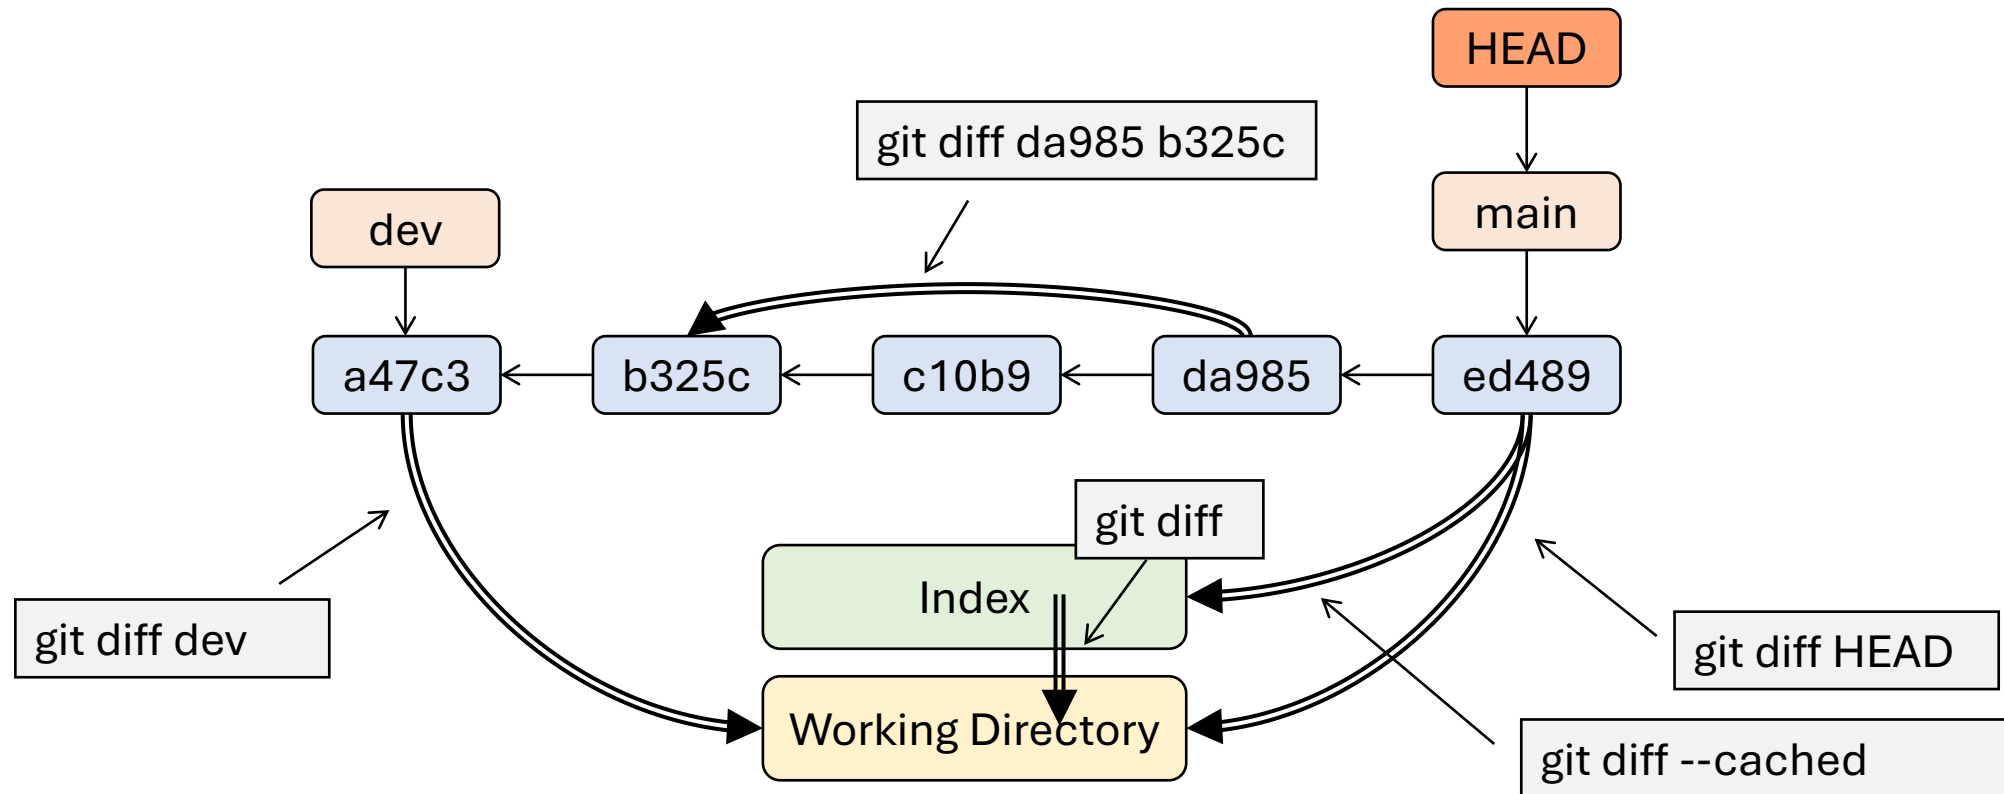 HEAD
git diff da985 b325c
dev
main
a47c3
b325c
c10b9
da985
ed489
git diff
Index
git diff dev
git diff HEAD
Working Directory
git diff --cached